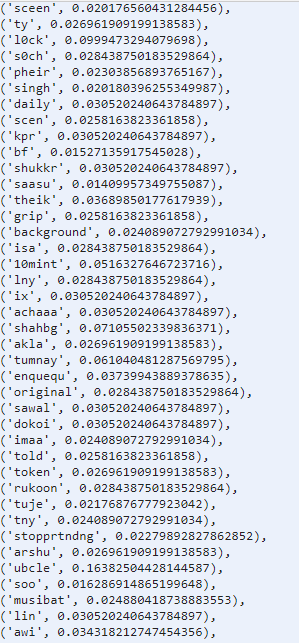 ('sceen', 0.020176560431284456),
('ty', 0.026961909199138583),
('l0ck', 0.0999473294079698),
('s0ch', 0.028438750183529864),
('pheir', 0.02303856893765167),
('singh', 0.020180396255349987),
('daily', 0.030520240643784897),
('scen', 0.0258163823361858),
('kpr', 0.030520240643784897),
('bf', 0.01527135917545028),
('shukkr', 0.030520240643784897),
('saasu', 0.01409957349755087),
('theik', 0.03689850177617939),
('grip', 0.0258163823361858),
('background', 0.024089072792991034),
('isa', 0.028438750183529864),
('10mint', 0.0516327646723716),
('lny', 0.028438750183529864),
('ix', 0.030520240643784897),
('achaaa', 0.030520240643784897),
('shahbg', 0.07105502339836371),
('akla', 0.026961909199138583),
('tumnay', 0.061040481287569795),
('enquequ', 0.03739943889378635),
('original', 0.028438750183529864),
('sawal', 0.030520240643784897),
('dokoi', 0.030520240643784897),
('imaa', 0.024089072792991034),
('told', 0.0258163823361858),
('token', 0.026961909199138583),
('rukoon', 0.028438750183529864),
('tuje', 0.02176876777923042),
('tny', 0.024089072792991034),
('stopprtndng', 0.02279892827862852),
('arshu', 0.026961909199138583),
('ubcle', 0.16382504428144587),
('soo', 0.016286914865199648),
('musibat', 0.024880418738883553),
('lin', 0.030520240643784897),
('awi', 0.034318212747454356),